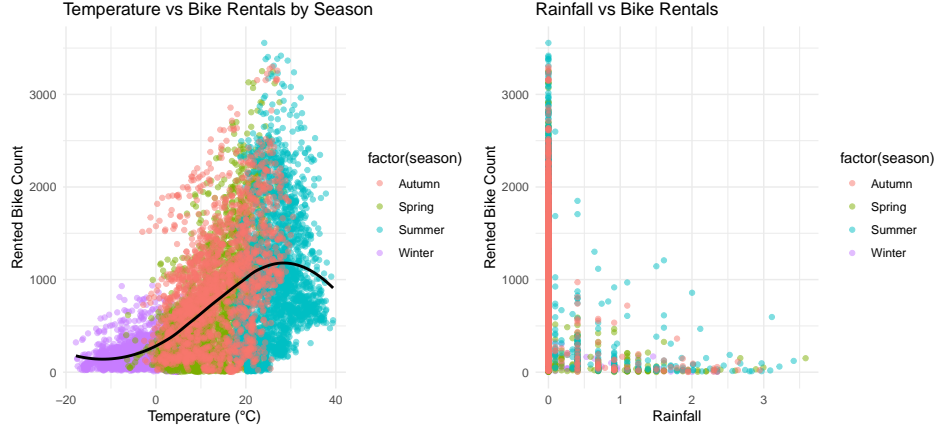 Temperature vs Bike Rentals by Season
3000
2000
1000
0
Rented Bike Count
−20
0
20
40
Temperature (°C)
factor(season)
Autumn
Spring
Summer
Winter
Rainfall vs Bike Rentals
3000
2000
1000
0
Rented Bike Count
0
1
2
3
Rainfall
factor(season)
Autumn
Spring
Summer
Winter